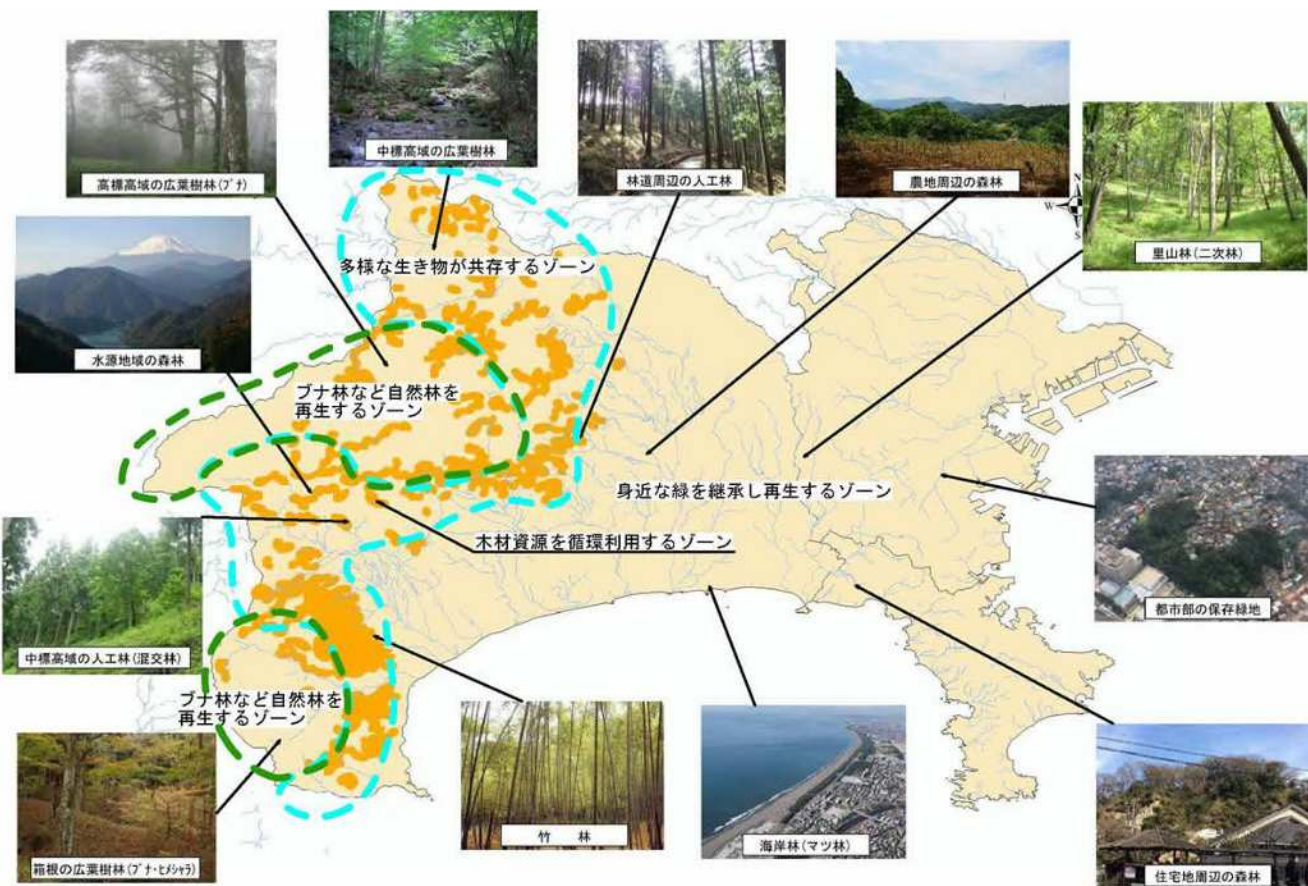 中標高域の広葉樹林
高標高域の広葉樹林(ブナ)
林道周辺の人工林
農地周辺の森林
N
W
S
里山林(二次林)
多様な生き物が共存するゾーン
水源地域の森林
ブナ林など自然林を
再生するゾーン
身近な緑を継承し再生するゾーン
木材資源を循環利用するゾーン
都市部の保存緑地
中標高域の人工林(混交林)
ブナ林など自然林を
再生するゾーン
竹 林
海岸林(マツ林)
箱根の広葉樹林(ブナ・ヒメシャラ)
住宅地周辺の森林